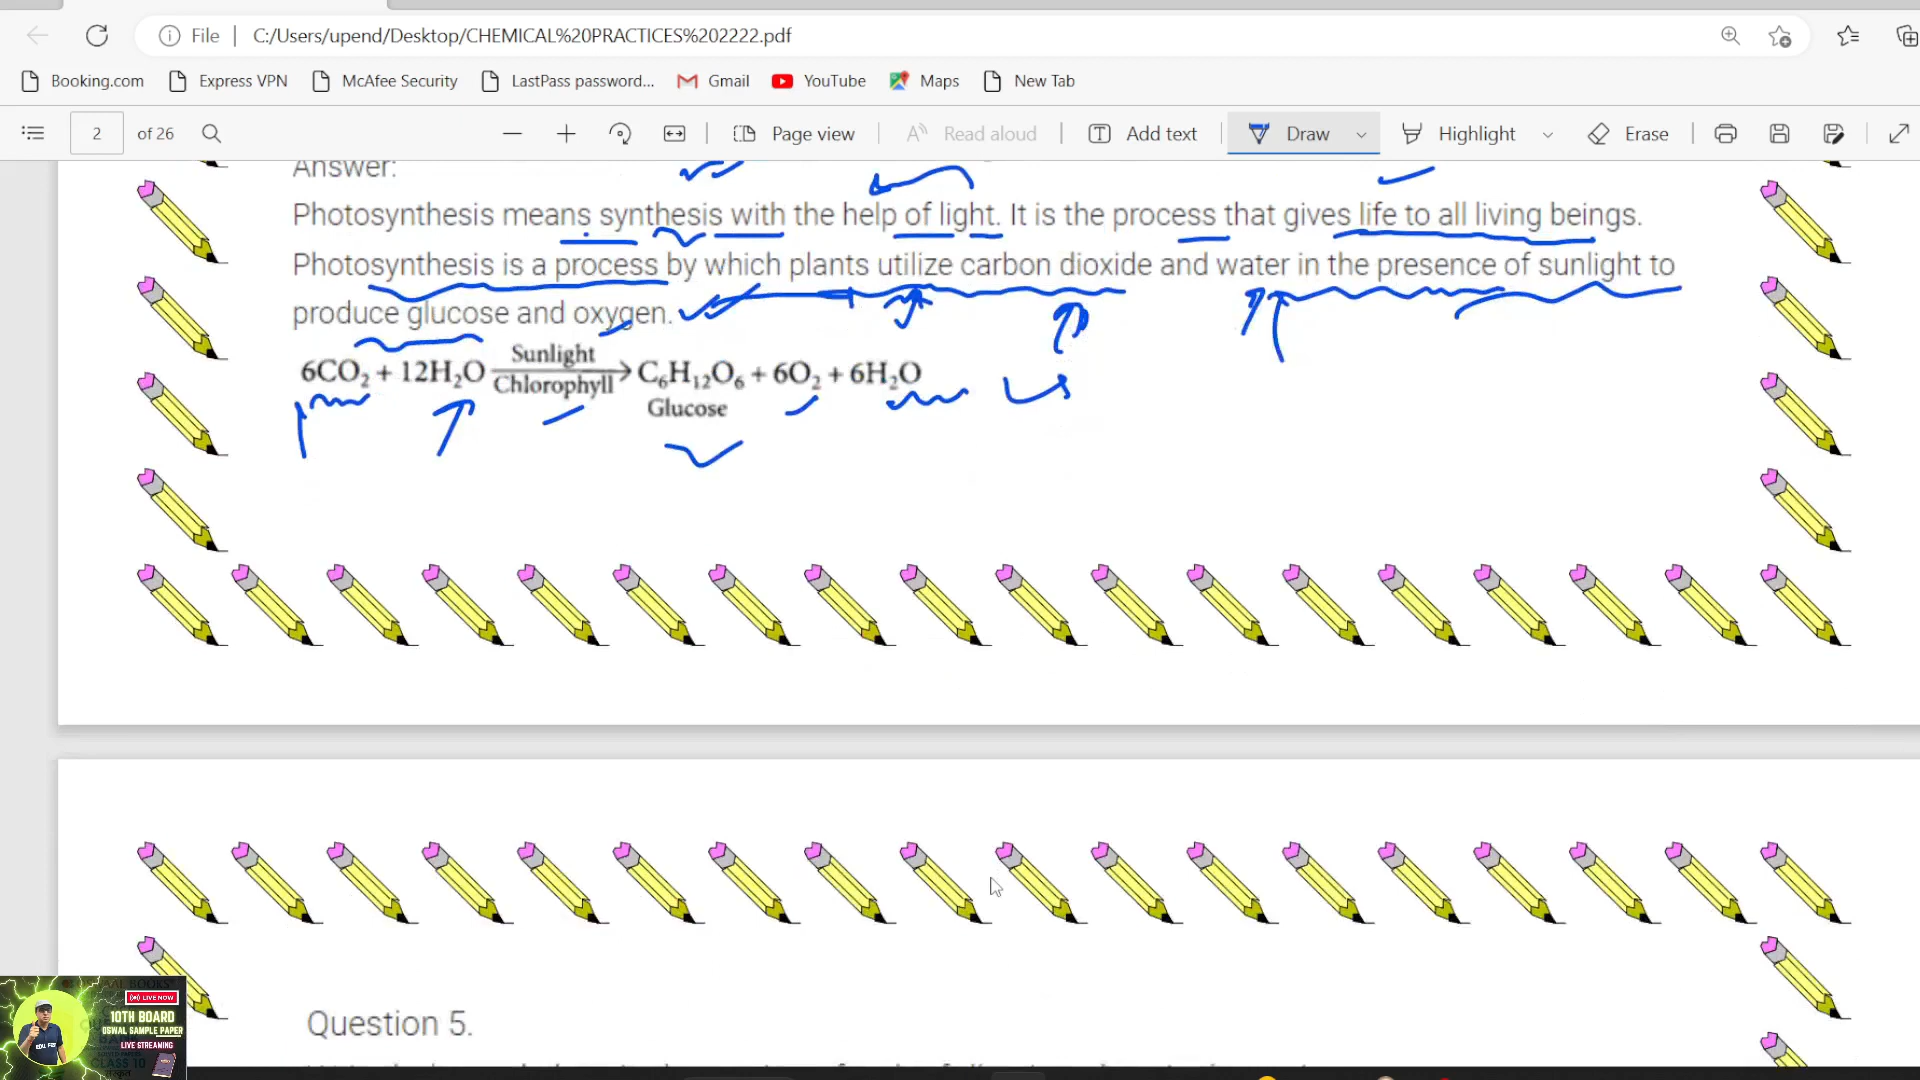 File | C:/Users/upend/Desktop/CHEMICAL%20PRACTICES%202222.pdf
Booking.com Express VPN McAfee Security LastPass password... Gmail YouTube Maps New Tab
2 of 26 Page view Read aloud Add text Draw Highlight Erase
Answer:
Photosynthesis means synthesis with the help of light. It is the process that gives life to all living beings.
Photosynthesis is a process by which plants utilize carbon dioxide and water in the presence of sunlight to
produce glucose and oxygen.
6CO₂ + 12H₂O Sunlight Chlorophyll → C₆H₁₂O₆ + 6O₂ + 6H₂O
Glucose
LIVE NOW
10TH BOARD
OSWAL SAMPLE PAPER
LIVE STREAMING
CLASS 10
Question 5.